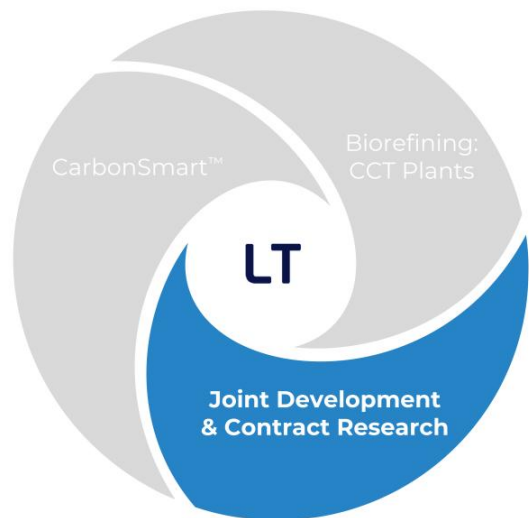 CarbonSmart™
Biorefining:
CCT Plants
LT
Joint Development
& Contract Research